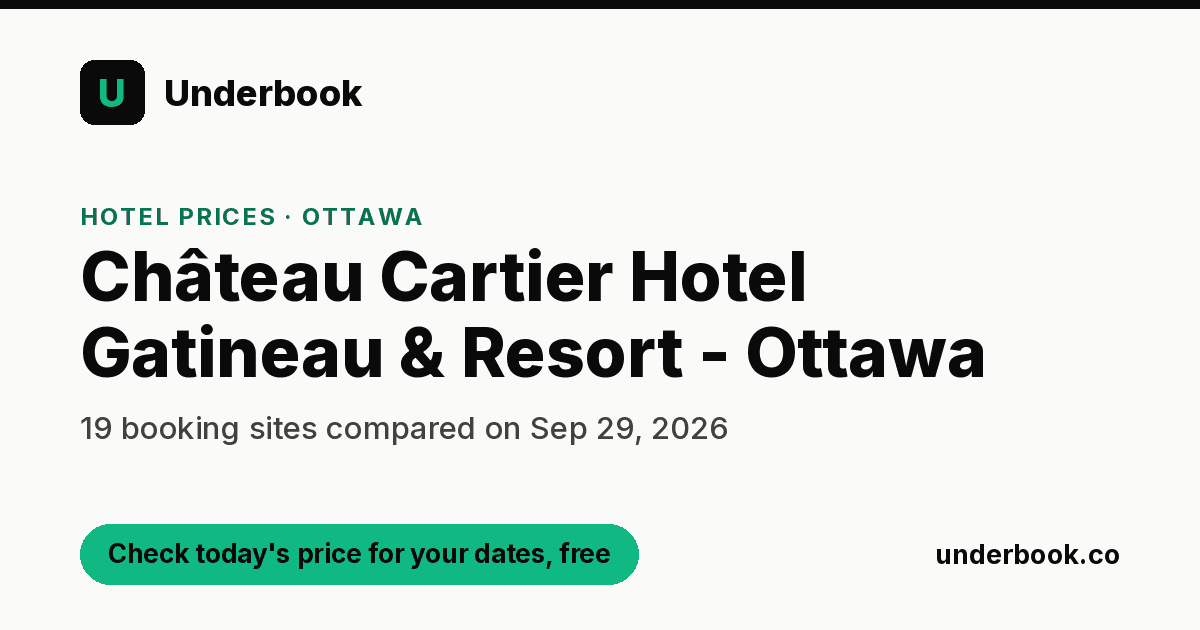 U Underbook
HOTEL PRICES · OTTAWA
Château Cartier Hotel
Gatineau & Resort - Ottawa
19 booking sites compared on Sep 29, 2026
Check today's price for your dates, free
underbook.co